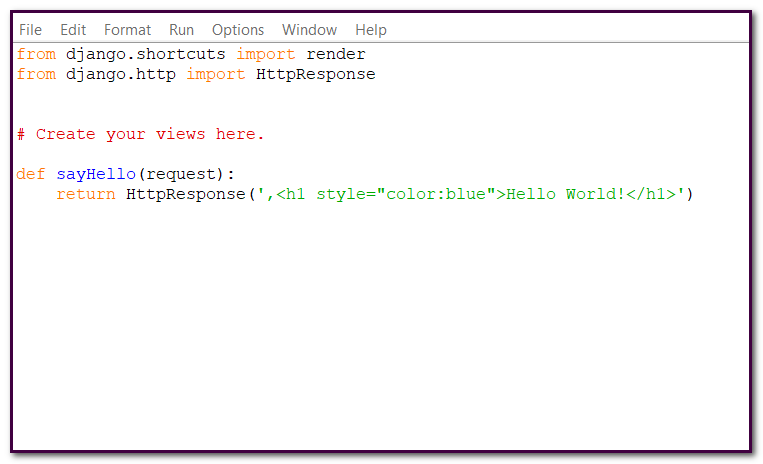 File Edit Format Run Options Window Help
from django.shortcuts import render
from django.http import HttpResponse
# Create your views here.
def sayHello(request):
    return HttpResponse(',<h1 style="color:blue">Hello World!</h1>')